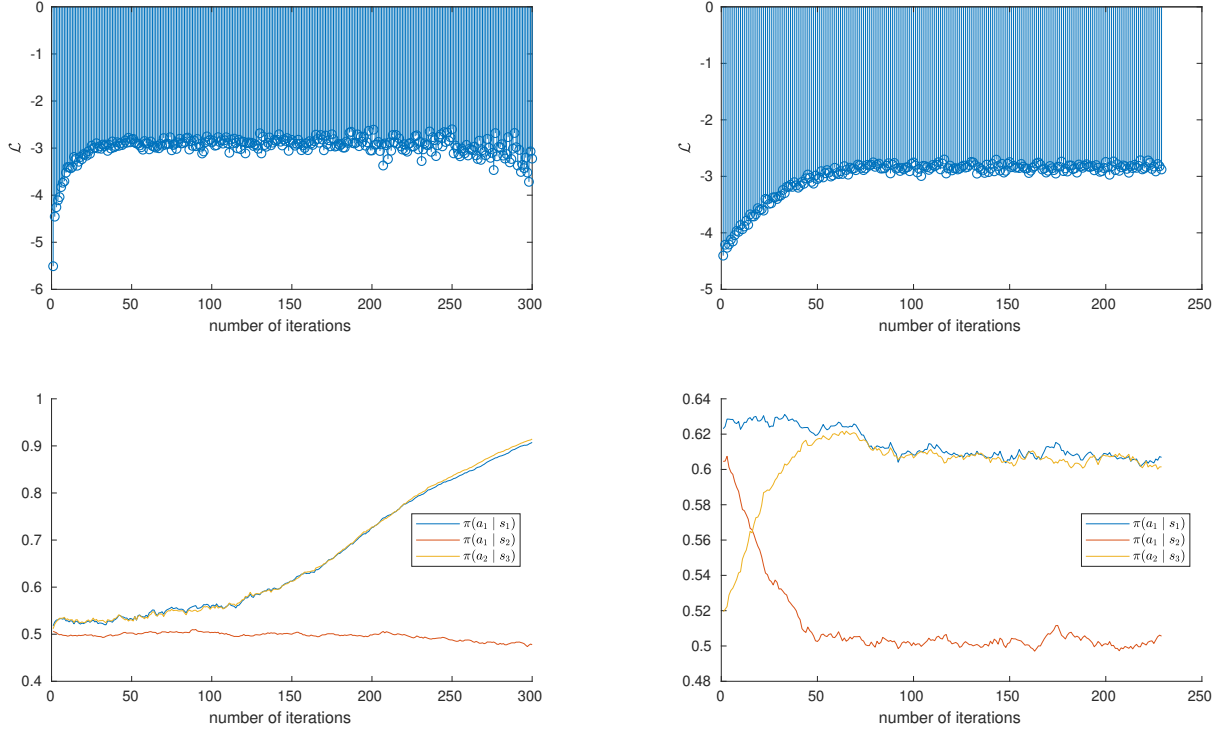 0
-1
-2
-3
-4
-5
-6
ℒ
0 50 100 150 200 250 300
number of iterations
0
-1
-2
-3
-4
-5
ℒ
0 50 100 150 200 250
number of iterations
1
0.9
0.8
0.7
0.6
0.5
0.4
π(a₁ | s₁)
π(a₁ | s₂)
π(a₂ | s₃)
0 50 100 150 200 250 300
number of iterations
0.64
0.62
0.6
0.58
0.56
0.54
0.52
0.5
0.48
π(a₁ | s₁)
π(a₁ | s₂)
π(a₂ | s₃)
0 50 100 150 200 250
number of iterations